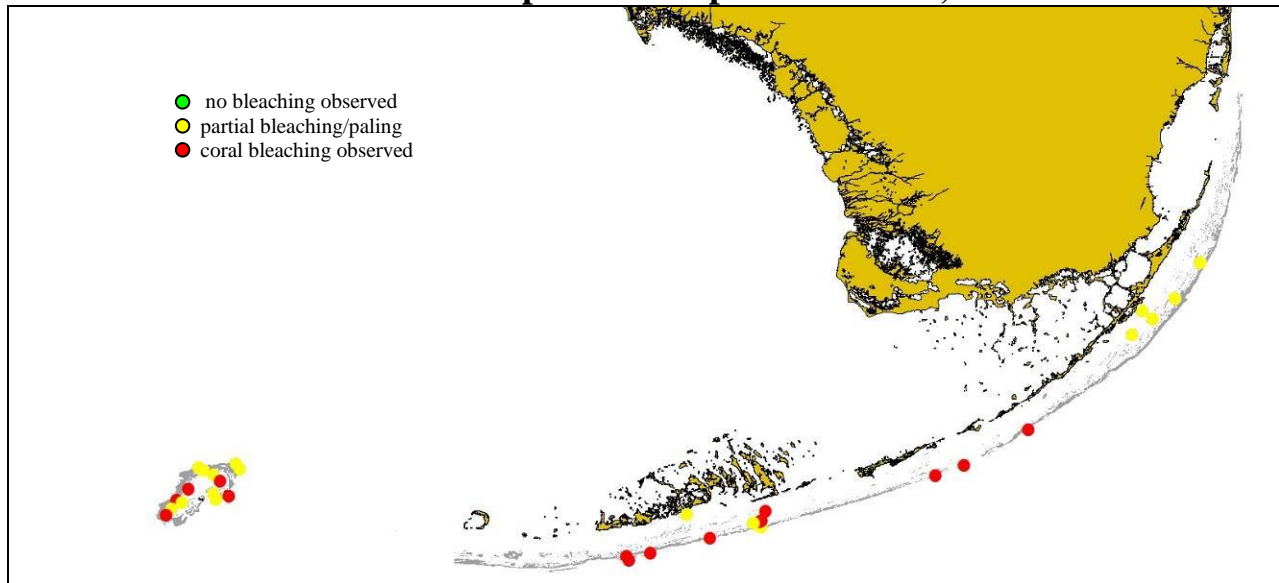 no bleaching observed
partial bleaching/paling
coral bleaching observed